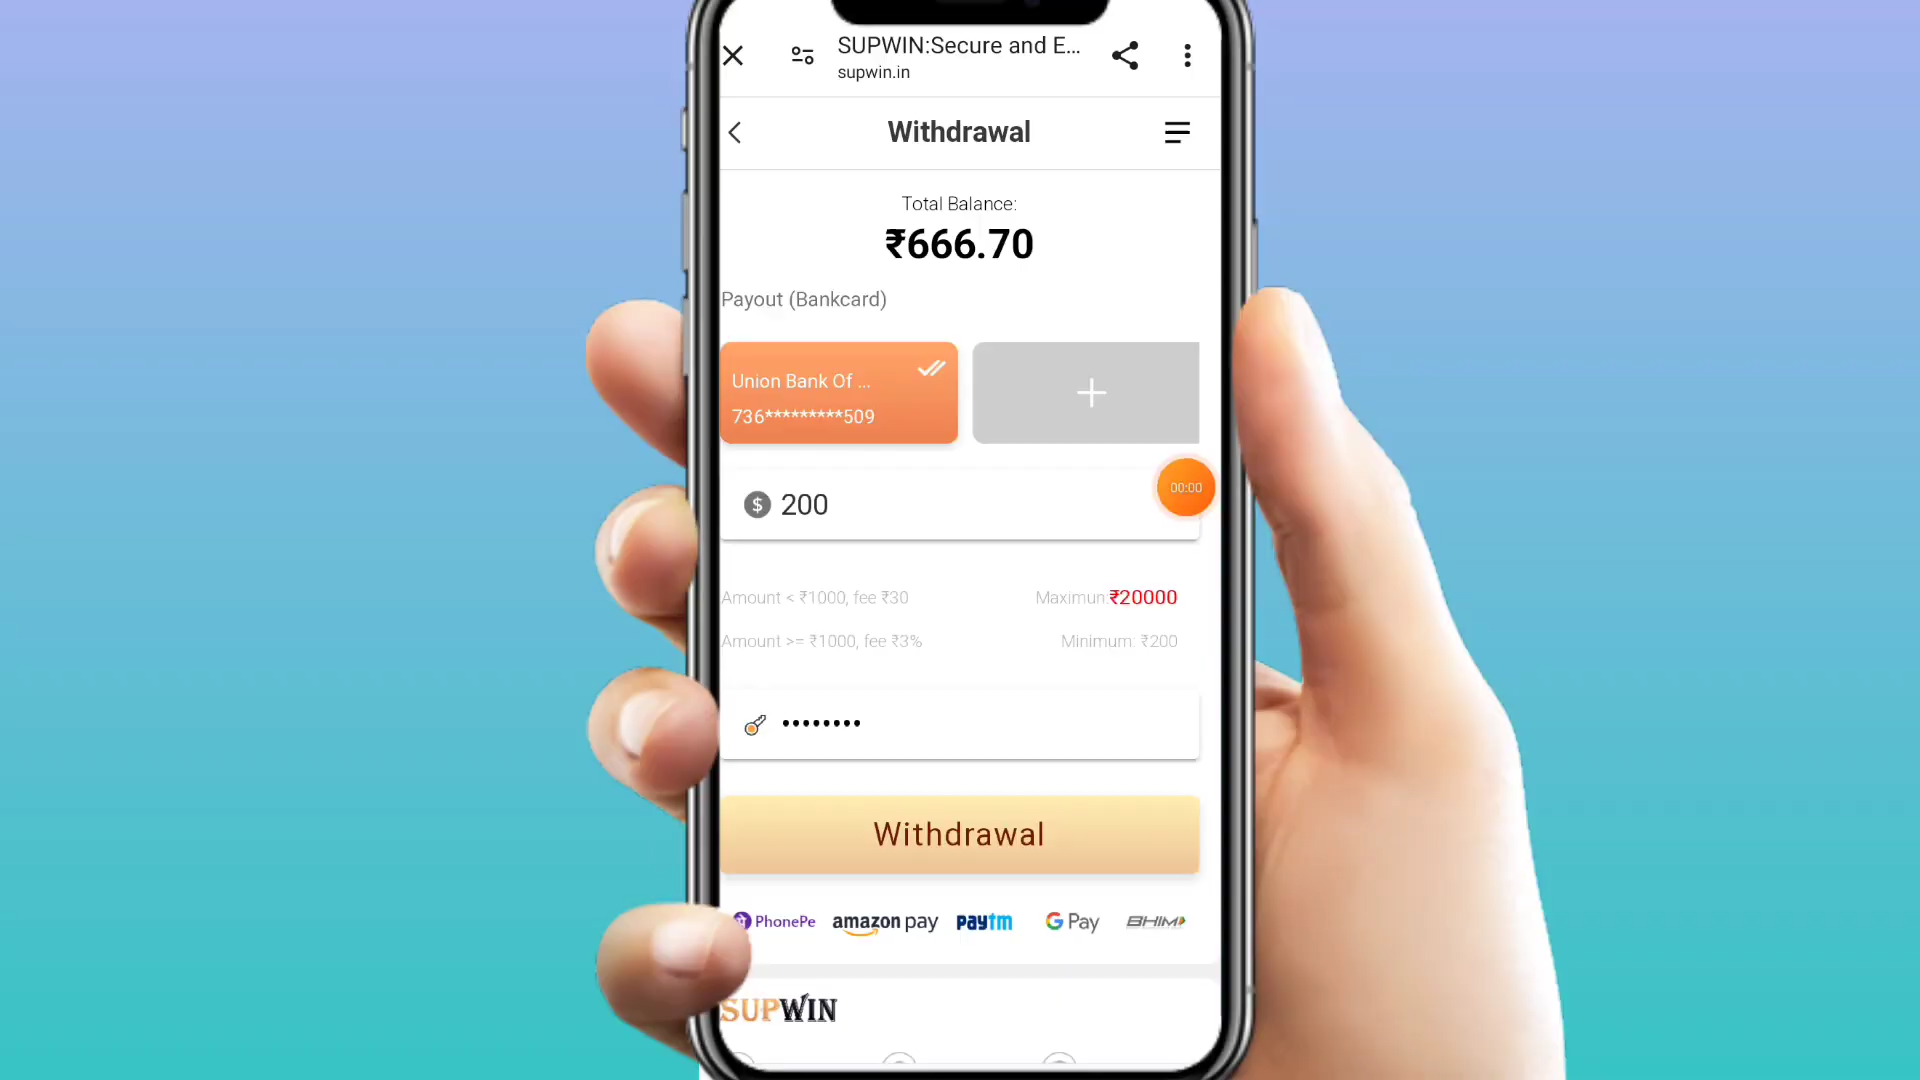 SUPWIN:Secure and E...
supwin.in
Withdrawal
Total Balance:
₹666.70
Payout (Bankcard)
Union Bank Of ...
736*********509
200
00:00
Amount < ₹1000, fee ₹30
Maximun:₹20000
Amount >= ₹1000, fee ₹3%
Minimum: ₹200
••••••••
Withdrawal
PhonePe amazon pay paytm G Pay BHIM
SUPWIN